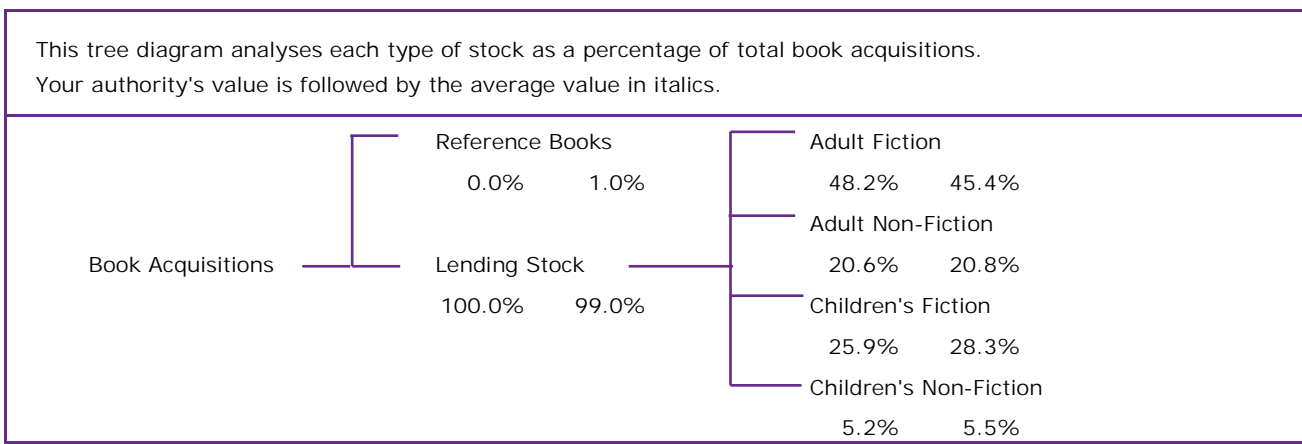 This tree diagram analyses each type of stock as a percentage of total book acquisitions.
Your authority's value is followed by the average value in italics.
Reference Books
0.0% 1.0%
Book Acquisitions
Lending Stock
100.0% 99.0%
Adult Fiction
48.2% 45.4%
Adult Non-Fiction
20.6% 20.8%
Children's Fiction
25.9% 28.3%
Children's Non-Fiction
5.2% 5.5%